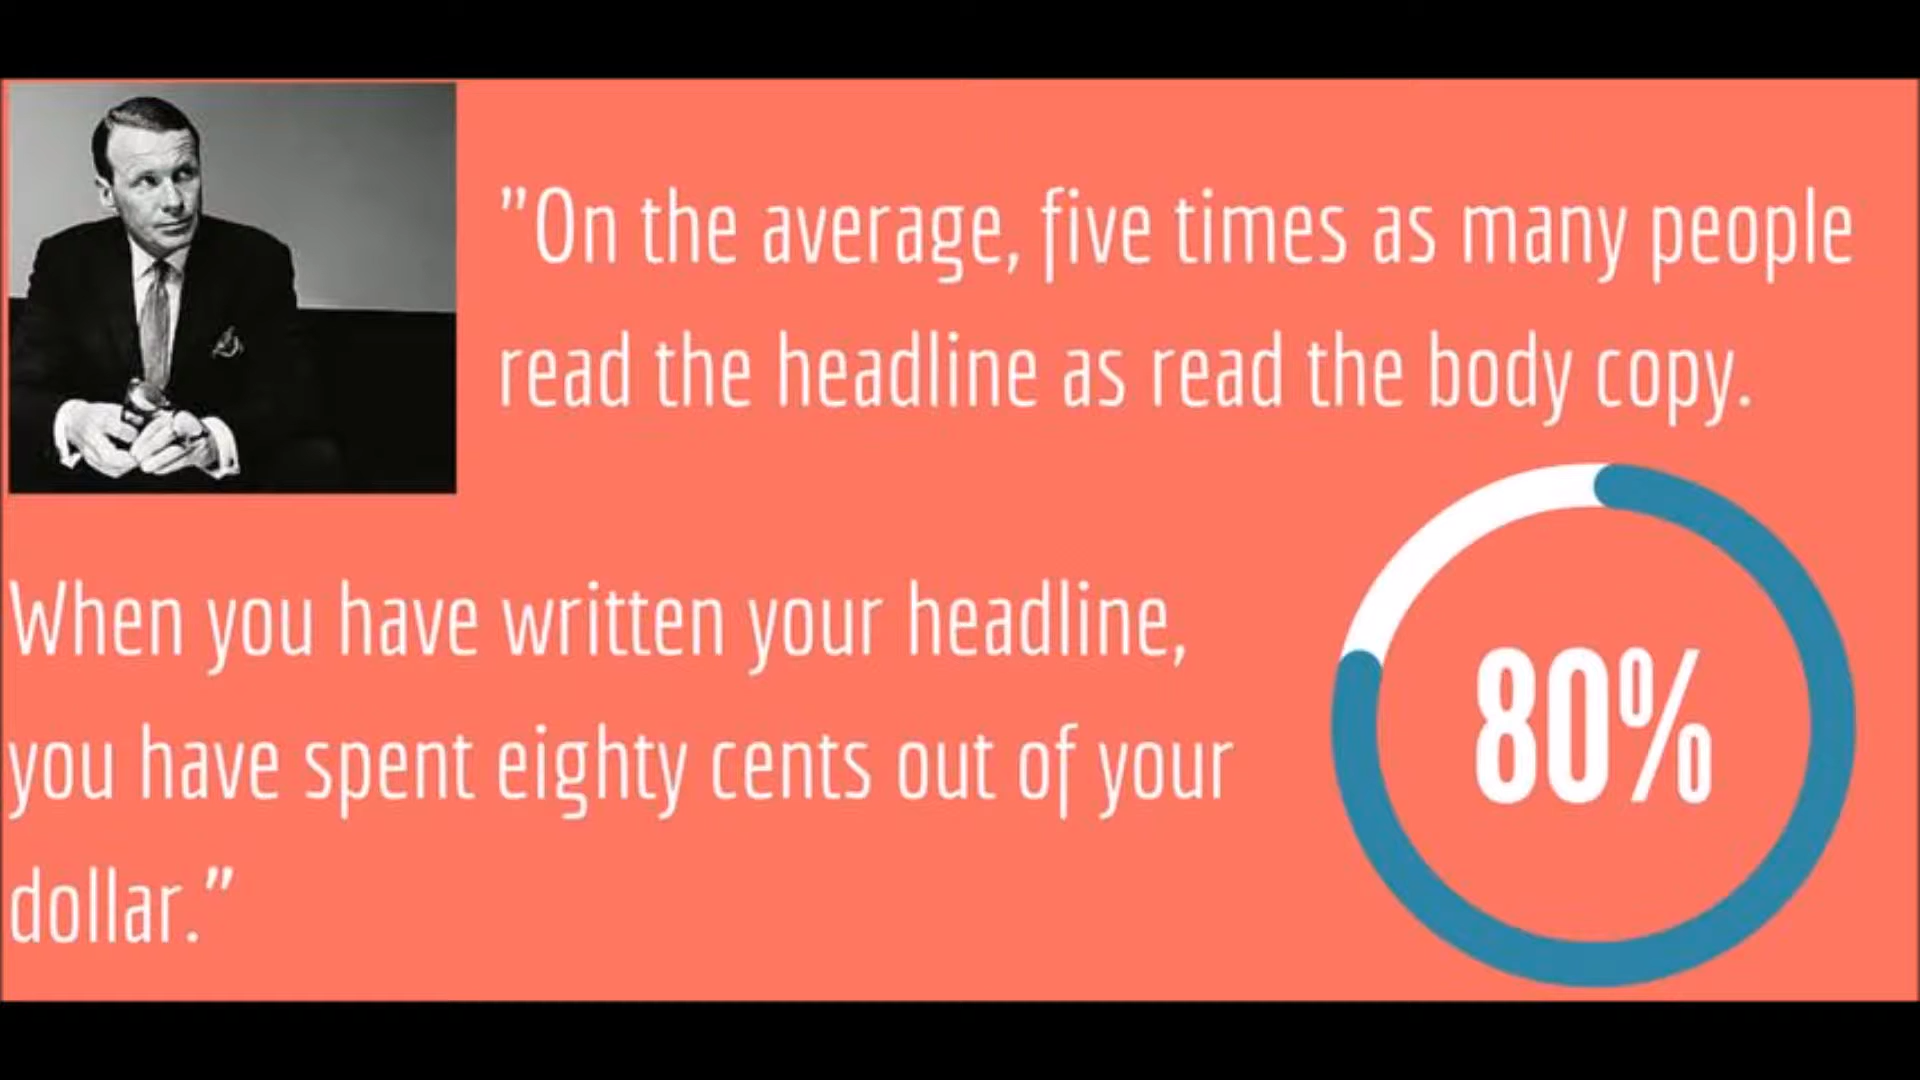 "On the average, five times as many people
read the headline as read the body copy.
When you have written your headline,
you have spent eighty cents out of your
dollar."
80%